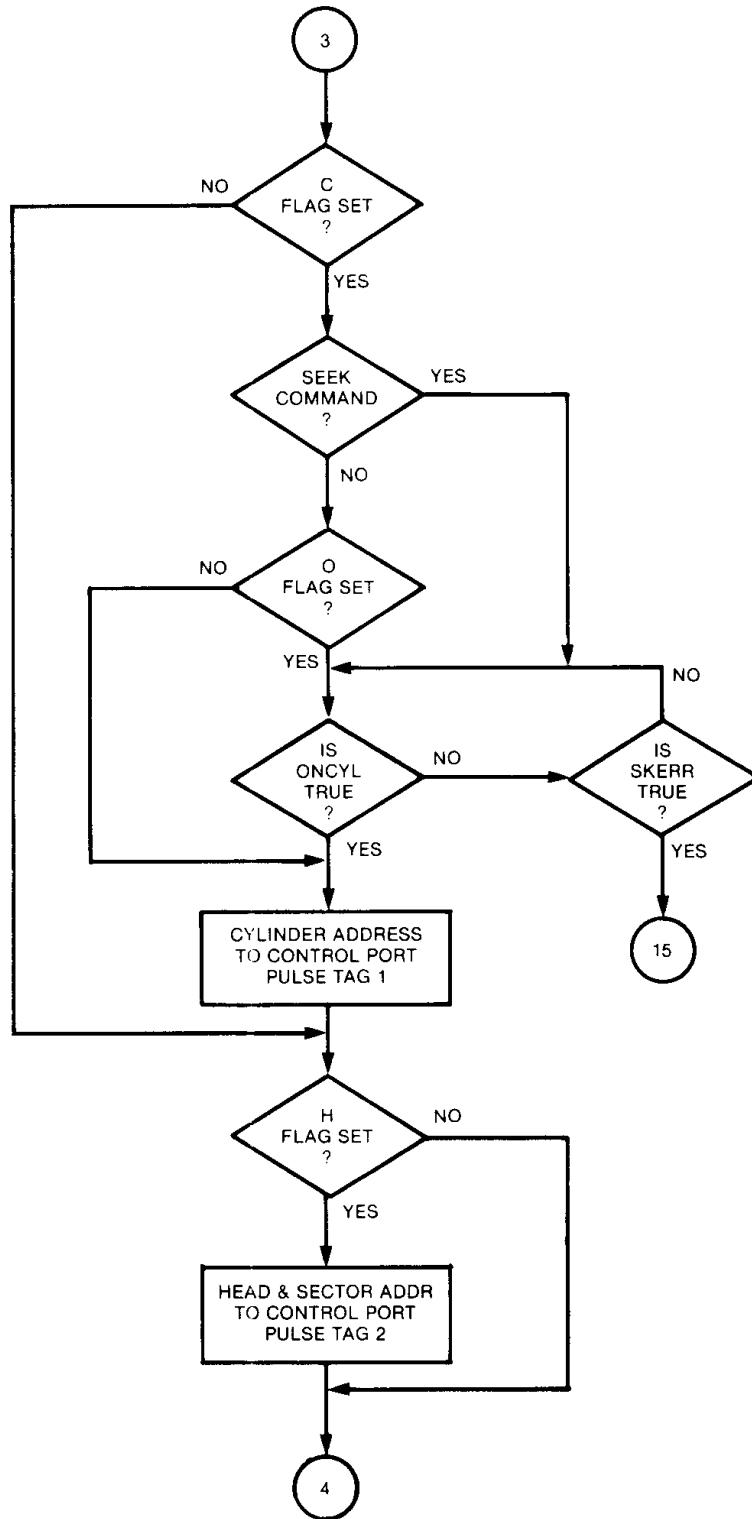 3
C
FLAG SET
?
NO
YES
SEEK
COMMAND
?
YES
NO
O
FLAG SET
?
NO
YES
NO
IS
ONCYL
TRUE
?
NO
YES
IS
SKERR
TRUE
?
YES
CYLINDER ADDRESS
TO CONTROL PORT
PULSE TAG 1
15
H
FLAG SET
?
NO
YES
HEAD & SECTOR ADDR
TO CONTROL PORT
PULSE TAG 2
4